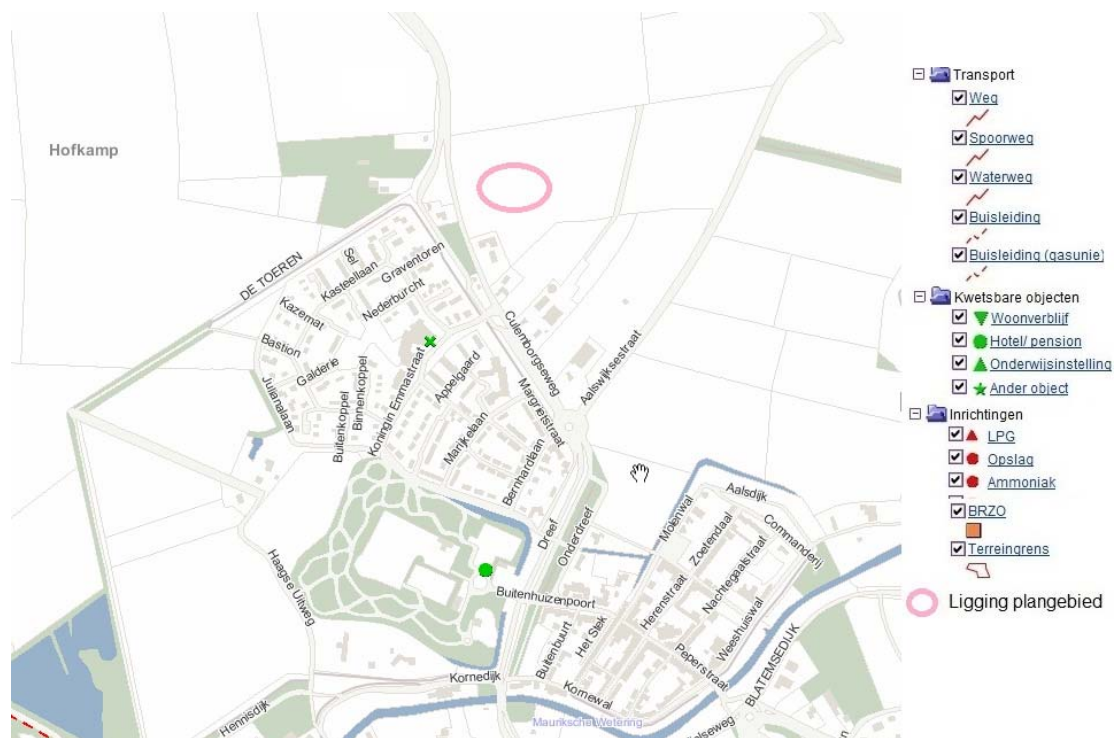 Hofkamp
DE TOEREN
Sol
Kasteellaan
Graventoren
Nederburcht
Kazemat
Bastion
Galerie
Julianalaan
Buitenkoppel
Binnenkoppel
Koningin Emmastraat
Appelgaard
Marijkelaan
Bernhardlaan
Margrietstraat
Culemborgseweg
Aalswijksestraat
Dreef
Onderdreef
Molenwal
Aalsdijk
Zoetendaal
Commanderij
Nachtegaalstraat
Herenstraat
Weeshuiswal
Haagse Uitweg
Buitenhuizenpoort
Buitenbuurt
Het Slek
Peperstraat
BLATEMSEDIJK
Kornedijk
Kornewal
Hennisdijk
Mauriksche Wetering
Transport
Weg
Spoorweg
Waterweg
Buisleiding
Buisleiding (gasunie)
Kwetsbare objecten
Woonverblijf
Hotel/ pension
Onderwijsinstelling
Ander object
Inrichtingen
LPG
Opslag
Ammoniak
BRZO
Terreingrens
Ligging plangebied